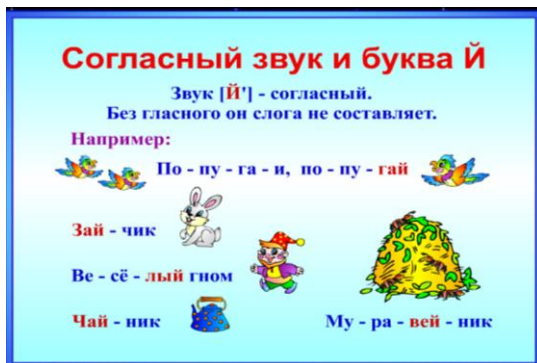 Согласный звук и буква Й
Звук [Й'] - согласный.
Без гласного он слога не составляет.
Например:
По - пу - га - и, по - пу - гай
Зай - чик
Ве - сё - лый гном
Чай - ник
Му - ра - вей - ник